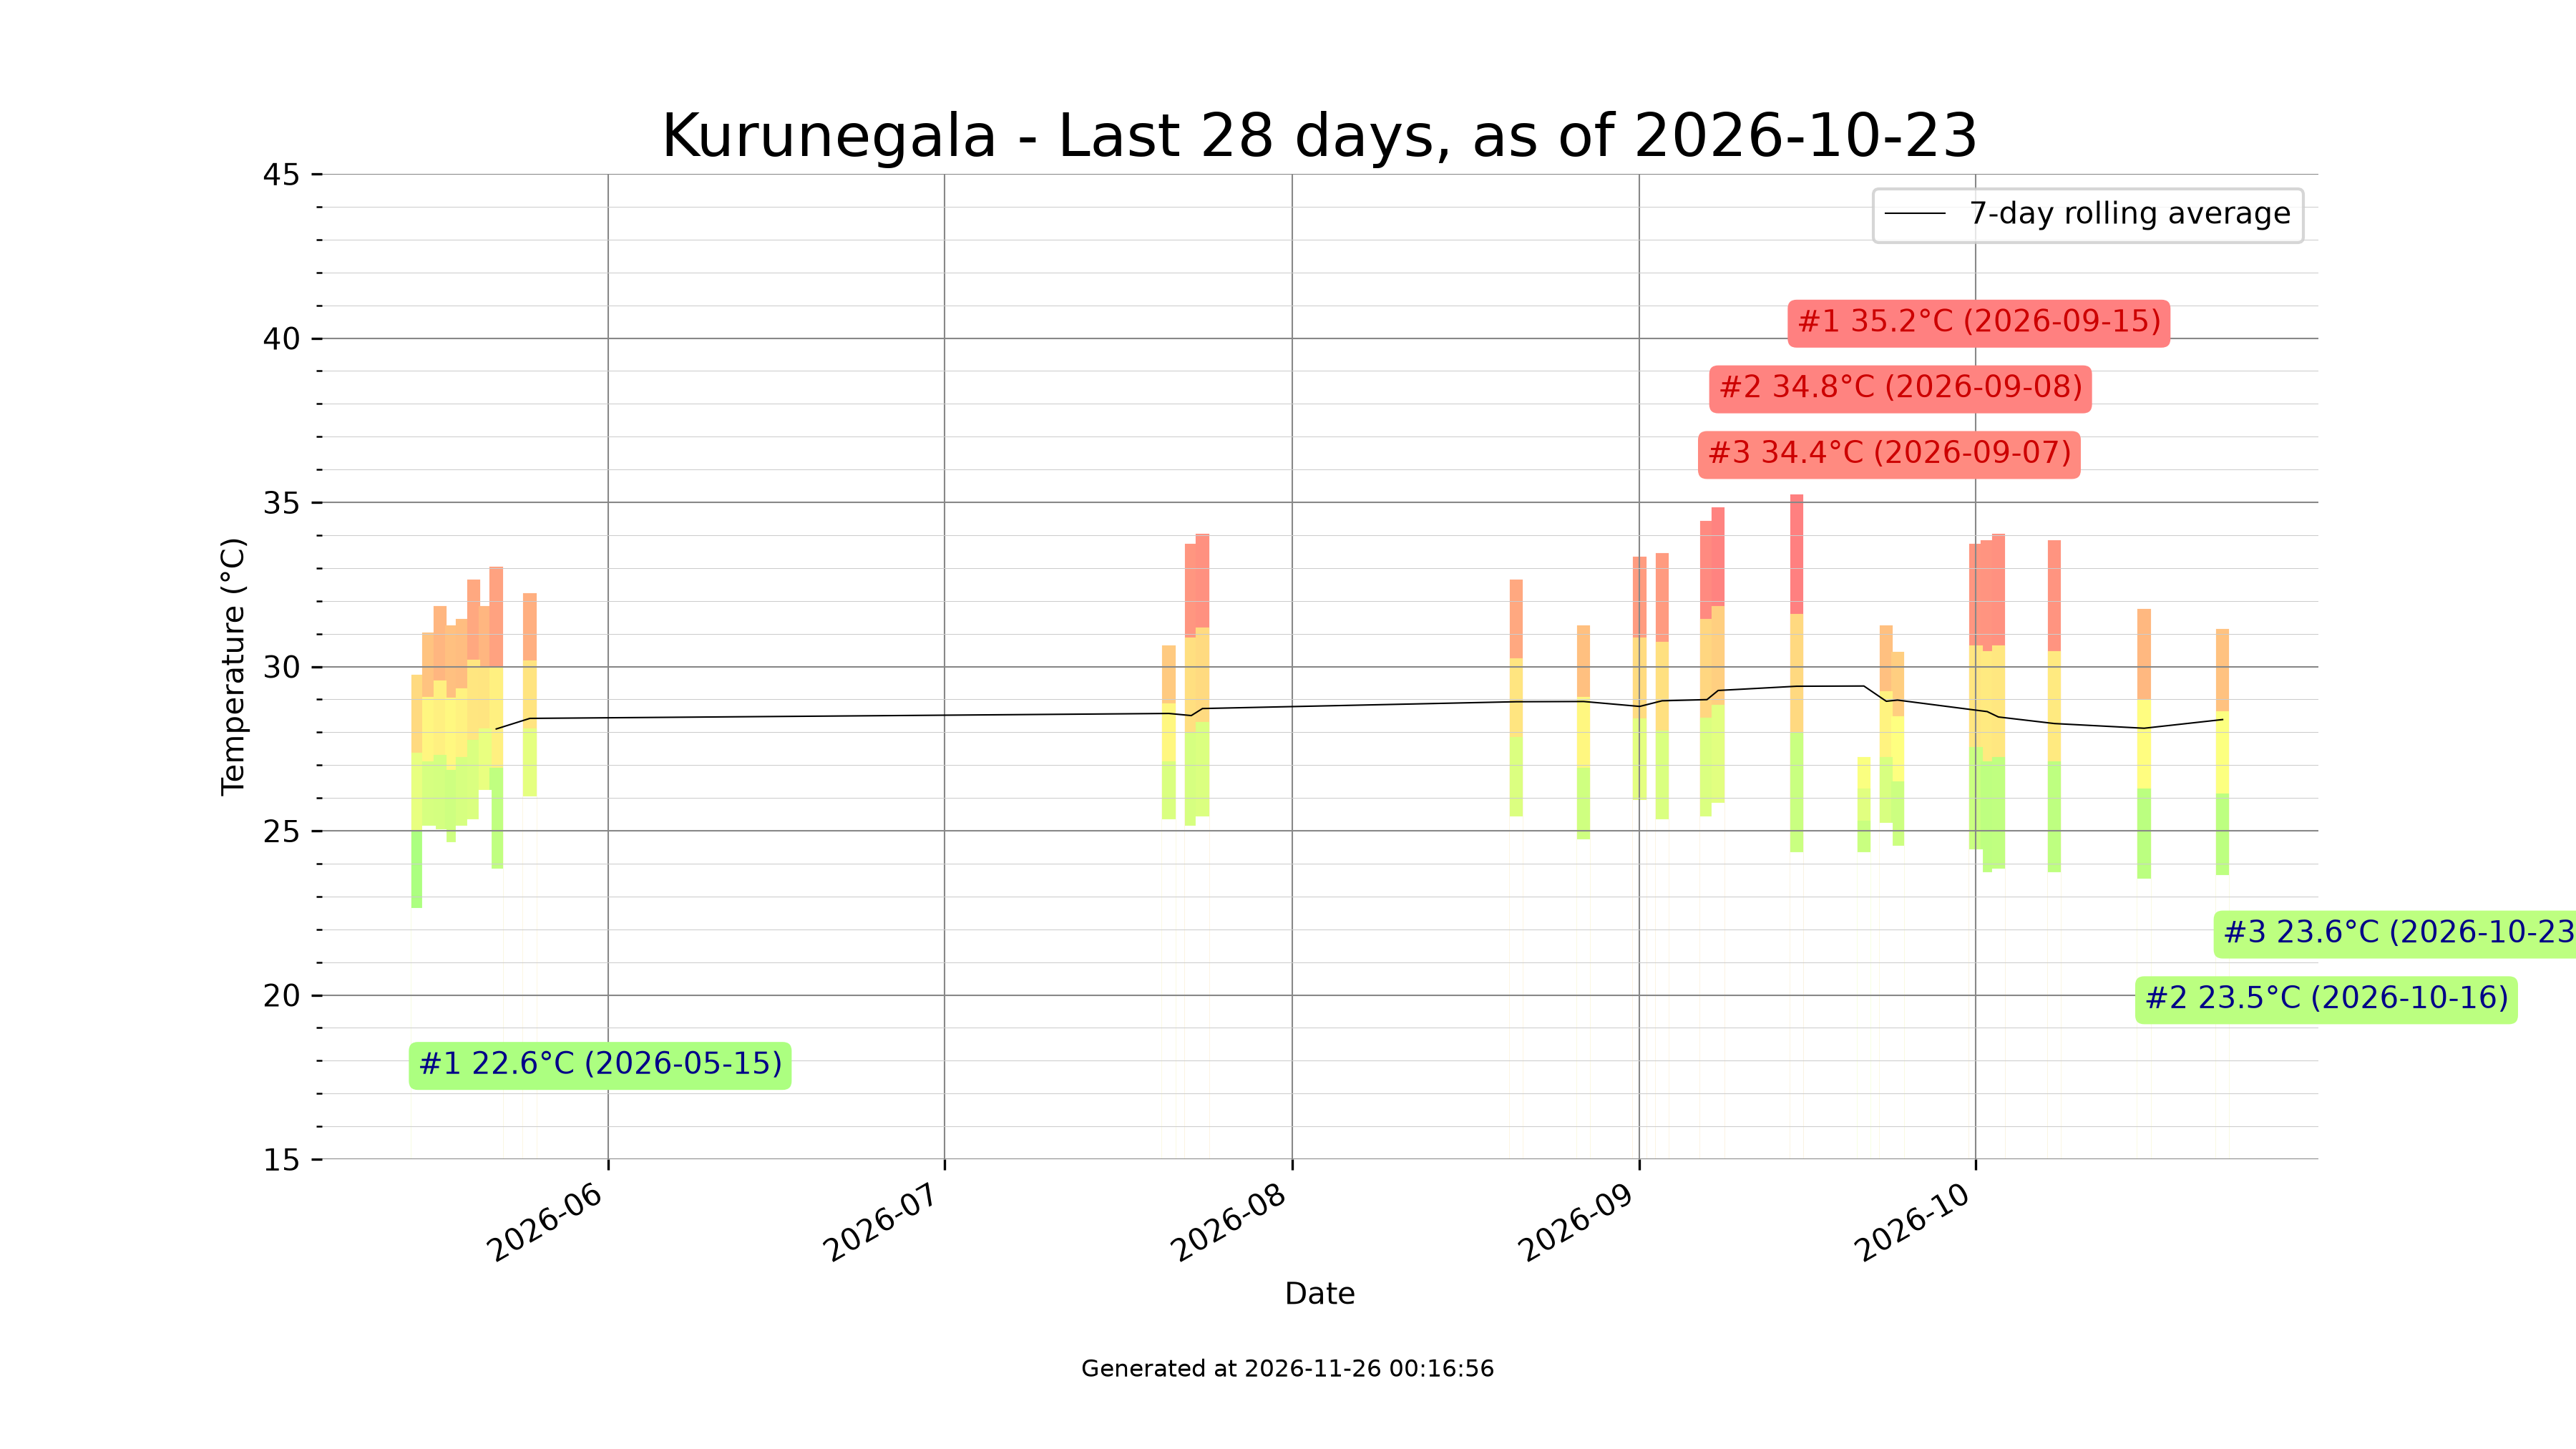 Kurunegala - Last 28 days, as of 2026-10-23
45
40
35
30
25
20
15
Temperature (°C)
7-day rolling average
#1 35.2°C (2026-09-15)
#2 34.8°C (2026-09-08)
#3 34.4°C (2026-09-07)
#3 23.6°C (2026-10-23
#2 23.5°C (2026-10-16)
#1 22.6°C (2026-05-15)
2026-06
2026-07
2026-08
2026-09
2026-10
Date
Generated at 2026-11-26 00:16:56